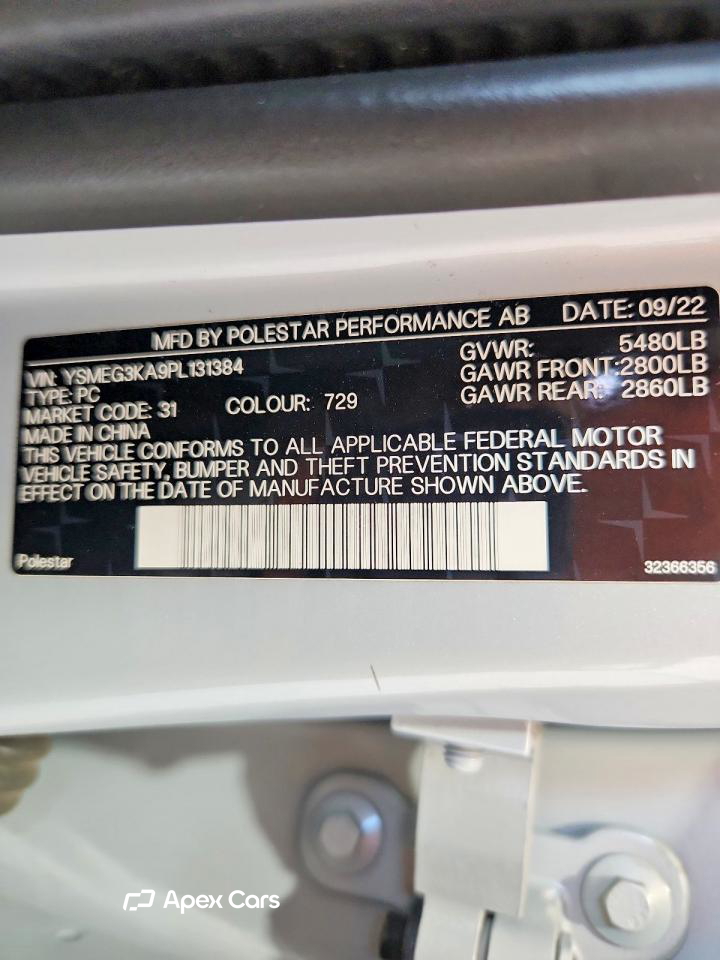 MFD BY POLESTAR PERFORMANCE AB DATE: 09/22
VIN: YSMEG3KA9PL131384 GVWR: 5480LB
TYPE: PC GAWR FRONT: 2800LB
MARKET CODE: 31 COLOUR: 729 GAWR REAR: 2860LB
MADE IN CHINA
THIS VEHICLE CONFORMS TO ALL APPLICABLE FEDERAL MOTOR
VEHICLE SAFETY, BUMPER AND THEFT PREVENTION STANDARDS IN
EFFECT ON THE DATE OF MANUFACTURE SHOWN ABOVE.
Polestar 32366356
Apex Cars